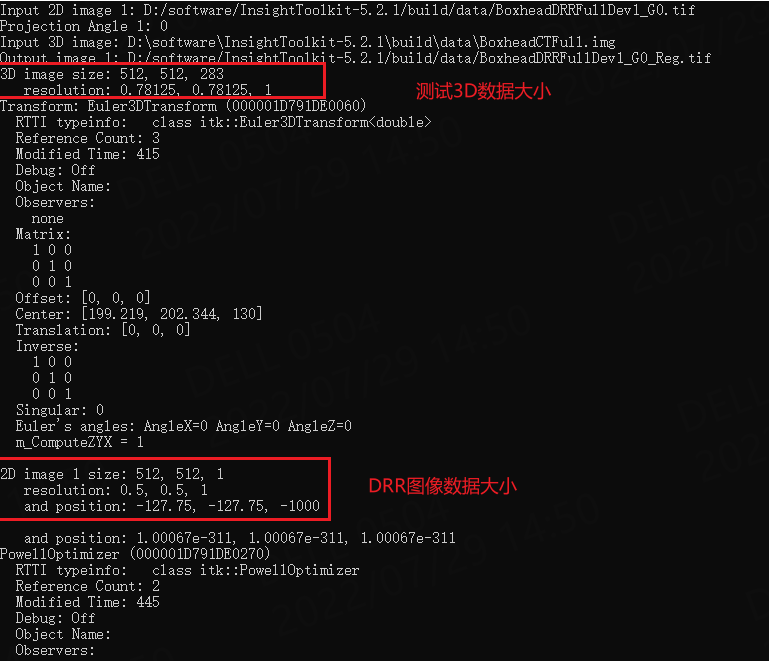 Input 2D image 1: D:/software/InsightToolkit-5.2.1/build/data/BoxheadDRRFullDev1_G0.tif
Projection Angle 1: 0
Input 3D image: D:\software\InsightToolkit-5.2.1\build\data\BoxheadCTFull.img
Output image 1: D:/software/InsightToolkit-5.2.1/build/data/BoxheadDRRFullDev1_G0_Reg.tif
3D image size: 512, 512, 283
resolution: 0.78125, 0.78125, 1
测试3D数据大小
Transform: Euler3DTransform (000001D791DE0060)
RTTI typeinfo: class itk::Euler3DTransform<double>
Reference Count: 3
Modified Time: 415
Debug: Off
Object Name:
Observers:
none
Matrix:
1 0 0
0 1 0
0 0 1
Offset: [0, 0, 0]
Center: [199.219, 202.344, 130]
Translation: [0, 0, 0]
Inverse:
1 0 0
0 1 0
0 0 1
Singular: 0
Euler's angles: AngleX=0 AngleY=0 AngleZ=0
m_ComputeZYX = 1
2D image 1 size: 512, 512, 1
resolution: 0.5, 0.5, 1
DRR图像数据大小
and position: -127.75, -127.75, -1000
and position: 1.00067e-311, 1.00067e-311, 1.00067e-311
PowellOptimizer (000001D791DE0270)
RTTI typeinfo: class itk::PowellOptimizer
Reference Count: 2
Modified Time: 445
Debug: Off
Object Name:
Observers:
DELL 0504
2022/07/29 14:50